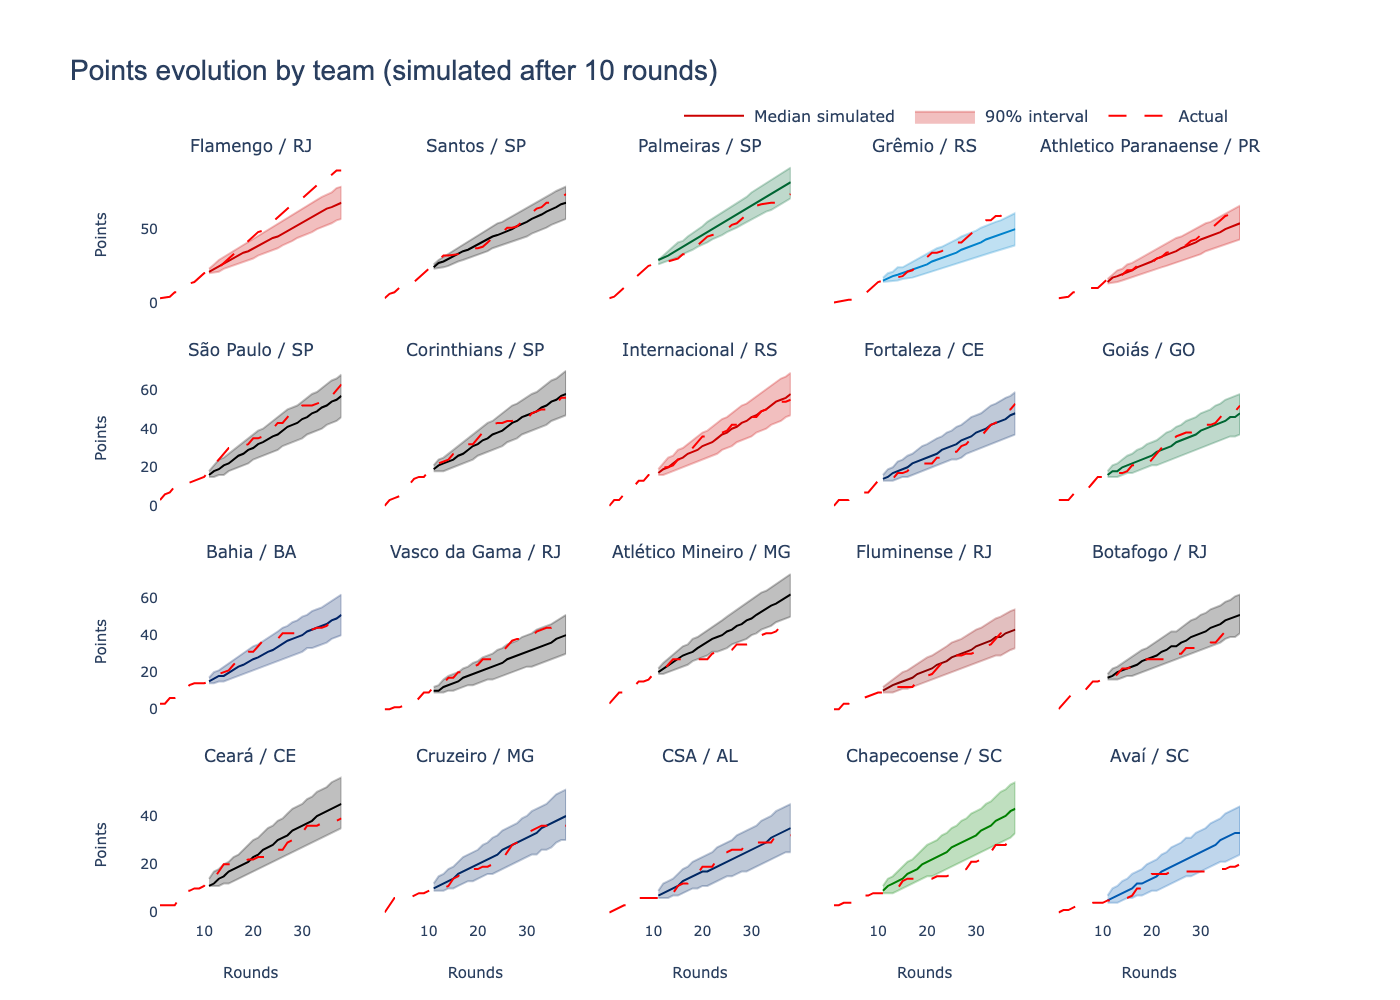 Points evolution by team (simulated after 10 rounds)
Median simulated 90% interval Actual
Flamengo / RJ Santos / SP Palmeiras / SP Grêmio / RS Athletico Paranaense / PR
Points
50
0
São Paulo / SP Corinthians / SP Internacional / RS Fortaleza / CE Goiás / GO
Points
60
40
20
0
Bahia / BA Vasco da Gama / RJ Atlético Mineiro / MG Fluminense / RJ Botafogo / RJ
Points
60
40
20
0
Ceará / CE Cruzeiro / MG CSA / AL Chapecoense / SC Avaí / SC
Points
40
20
0
10 20 30 10 20 30 10 20 30 10 20 30 10 20 30
Rounds Rounds Rounds Rounds Rounds